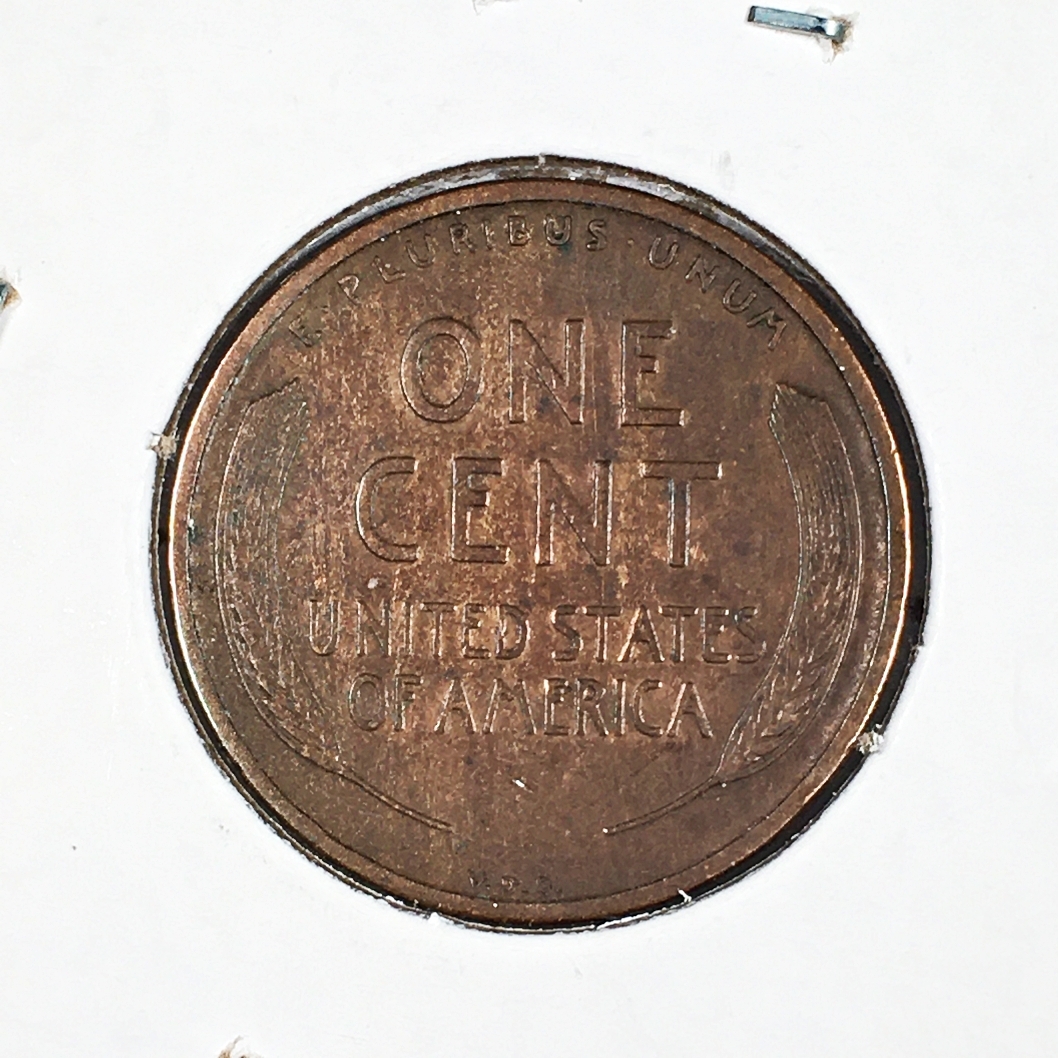 E · PLURIBUS · UNUM
ONE
CENT
UNITED STATES
OF AMERICA
V.D.B.